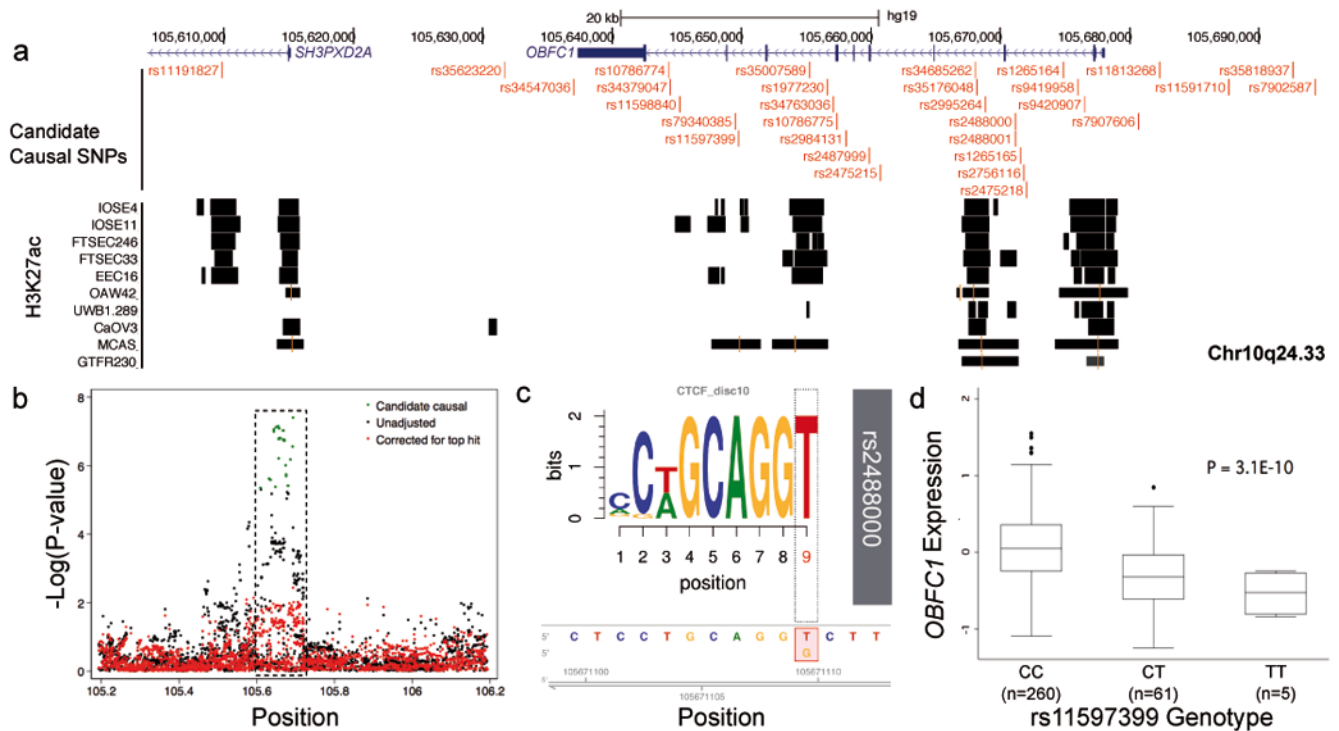 20 kb hg19
a
105,610,000 105,620,000 105,630,000 105,640,000 105,650,000 105,660,000 105,670,000 105,680,000 105,690,000
SH3PXD2A OBFC1
rs11191827 rs35623220 rs10786774 rs35007589 rs34685262 rs1265164 rs11813268 rs35818937
rs34547036 rs34379047 rs1977230 rs35176048 rs9419958 rs11591710 rs7902587
rs11598840 rs34763036 rs2995264 rs9420907
rs79340385 rs10786775 rs2488000 rs7907606
rs11597399 rs2984131 rs2488001
rs2487999 rs1265165
rs2475215 rs2756116
rs2475218
Candidate
Causal SNPs
H3K27ac
IOSE4
IOSE11
FTSEC246
FTSEC33
EEC16
OAW42
UWB1.289
CaOV3
MCAS
GTFR230
Chr10q24.33
b
8
6
4
2
0
-Log(P-value)
Candidate causal
Unadjusted
Corrected for top hit
105.2 105.4 105.6 105.8 106 106.2
Position
c
CTCF_disc10
2
1
0
bits
C C T G C A G G T
A
1 2 3 4 5 6 7 8 9
position
rs2488000
5' C T C C T G C A G G T C T T
5' G
105671100 105671110
5' 105671105
Position
d
2
1
0
-1
OBFC1 Expression
P = 3.1E-10
CC CT TT
(n=260) (n=61) (n=5)
rs11597399 Genotype